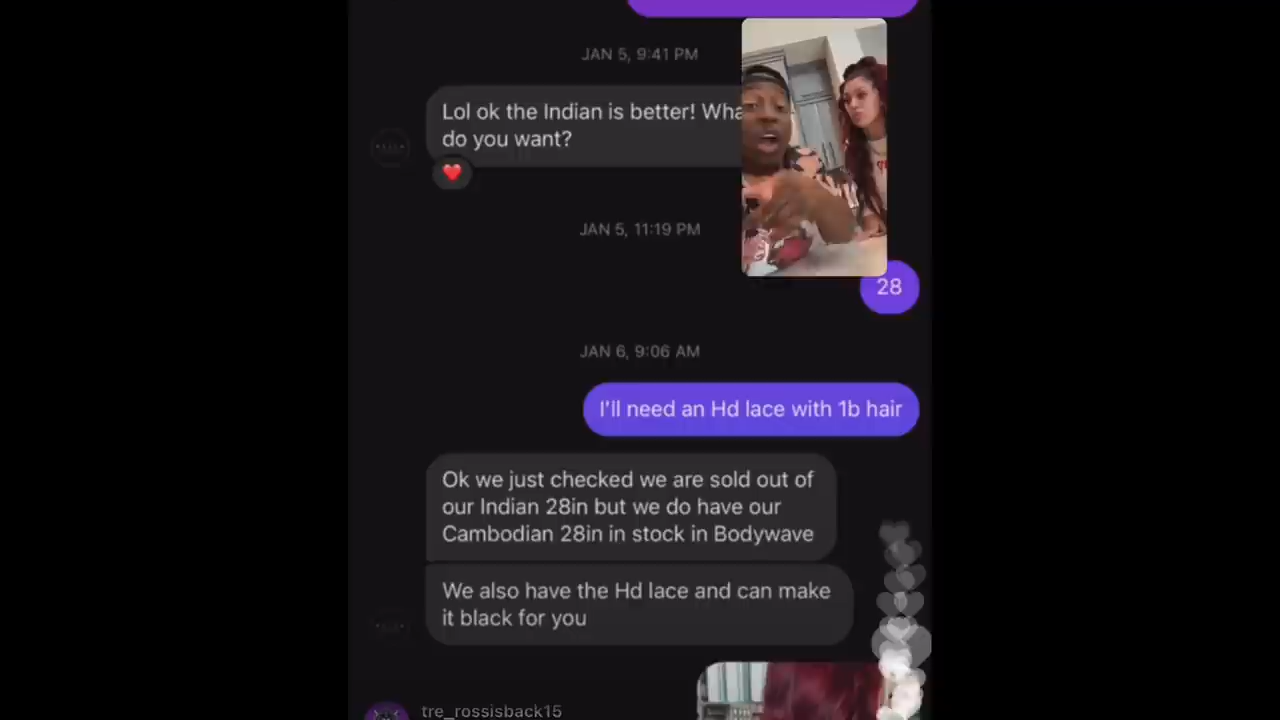 JAN 5, 9:41 PM
Lol ok the Indian is better!
do you want?
JAN 5, 11:19 PM
28
JAN 6, 9:06 AM
I'll need an Hd lace with 1b hair
Ok we just checked we are sold out of
our Indian 28in but we do have our
Cambodian 28in in stock in Bodywave
We also have the Hd lace and can make
it black for you
tre_rossisback15